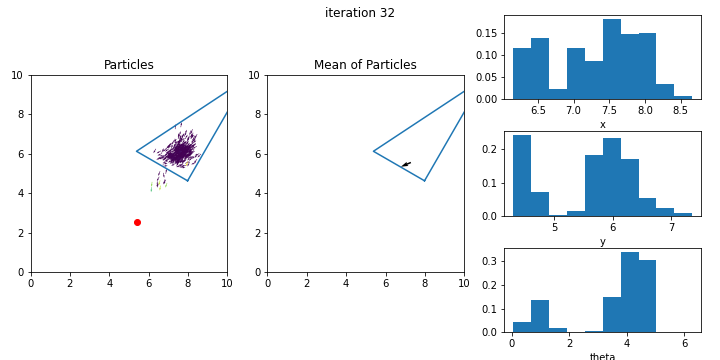 iteration 32
Particles
10
8
6
4
2
0
0 2 4 6 8 10
Mean of Particles
10
8
6
4
2
0
0 2 4 6 8 10
0.15
0.10
0.05
0.00
6.5 7.0 7.5 8.0 8.5
x
0.2
0.1
0.0
5 6 7
y
0.3
0.2
0.1
0.0
0 2 4 6
theta